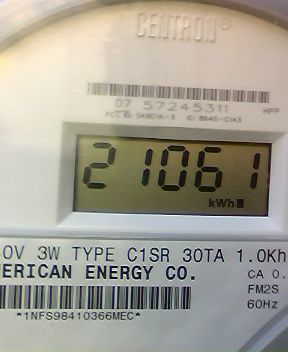 CENTRON®
07 57245311
21061
kWh
0V 3W TYPE C1SR 30TA 1.0Kh
ERICAN ENERGY CO.
CA 0.
FM2S
60Hz
*1NFS98410366MEC*